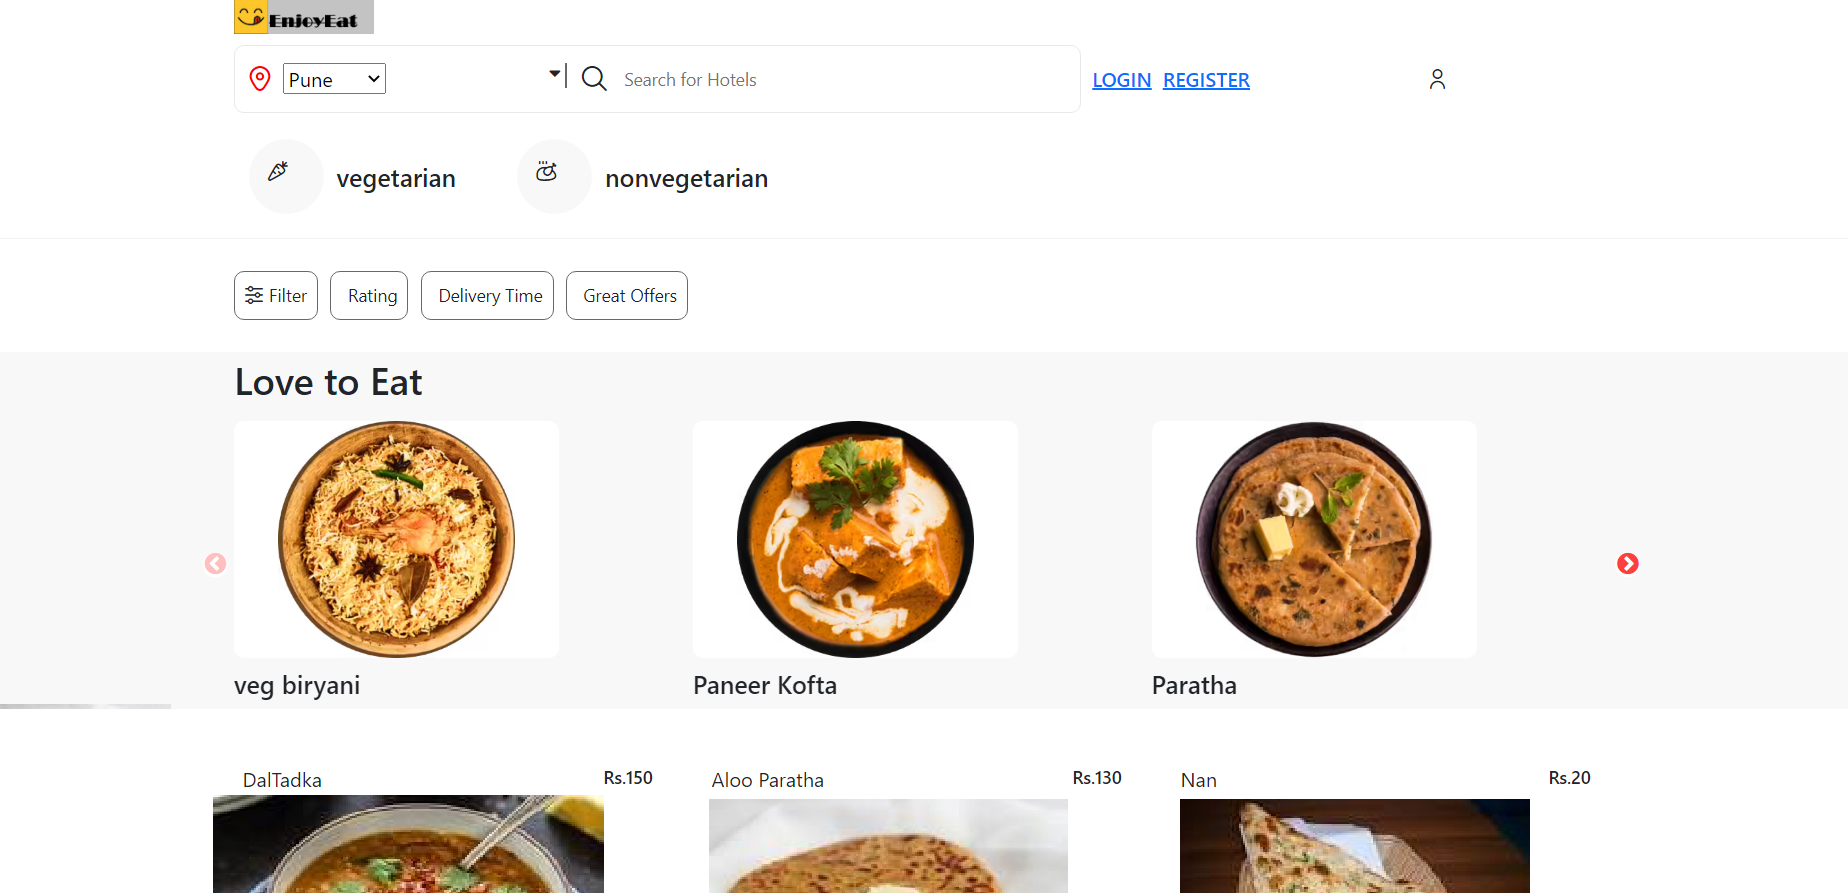 EnjoyEat
Pune Search for Hotels LOGIN REGISTER
vegetarian nonvegetarian
Filter Rating Delivery Time Great Offers
Love to Eat
veg biryani Paneer Kofta Paratha
DalTadka Rs.150 Aloo Paratha Rs.130 Nan Rs.20